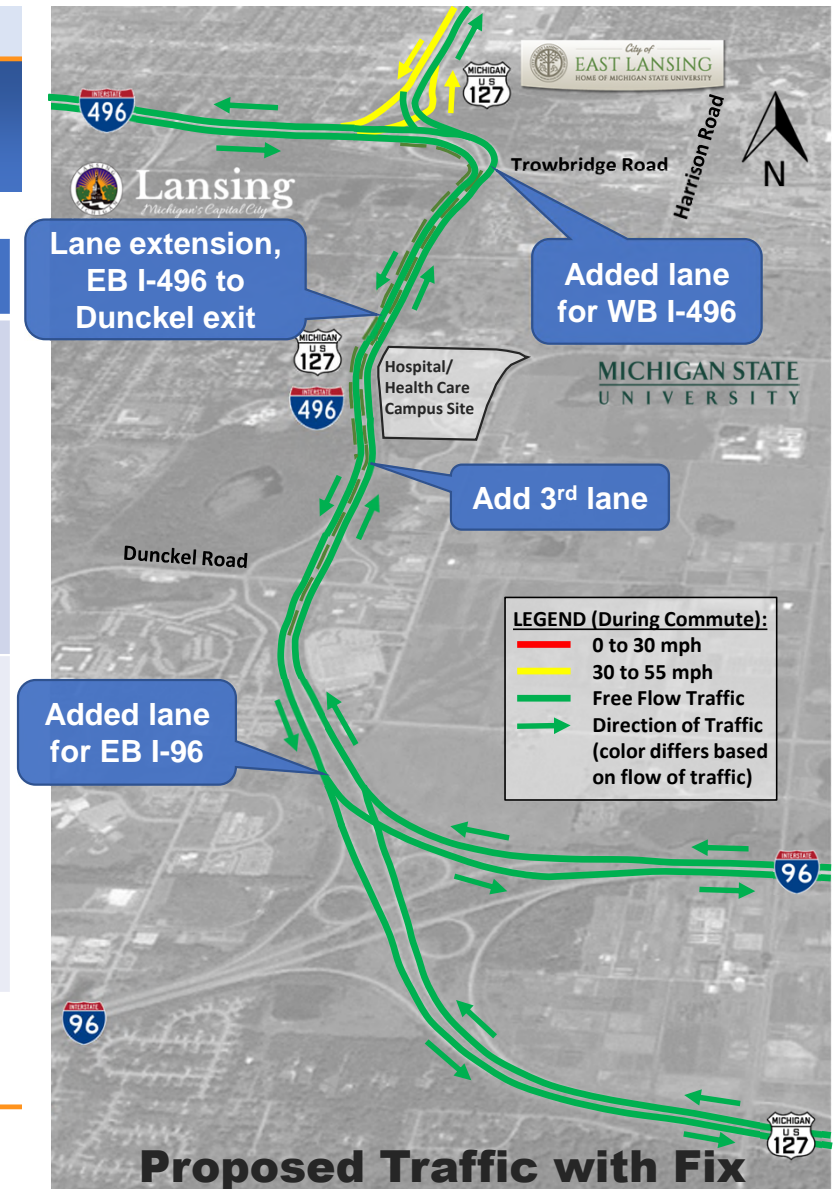 MICHIGAN
U S
127
City of
EAST LANSING
HOME OF MICHIGAN STATE UNIVERSITY
INTERSTATE
496
Harrison Road
N
Trowbridge Road
Lansing
Michigan's Capital City
Lane extension,
EB I-496 to
Dunckel exit
Added lane
for WB I-496
MICHIGAN
U S
127
INTERSTATE
496
Hospital/
Health Care
Campus Site
MICHIGAN STATE
UNIVERSITY
Add 3rd lane
Dunckel Road
LEGEND (During Commute):
0 to 30 mph
30 to 55 mph
Free Flow Traffic
Direction of Traffic
(color differs based
on flow of traffic)
Added lane
for EB I-96
INTERSTATE
96
INTERSTATE
96
MICHIGAN
U S
127
Proposed Traffic with Fix